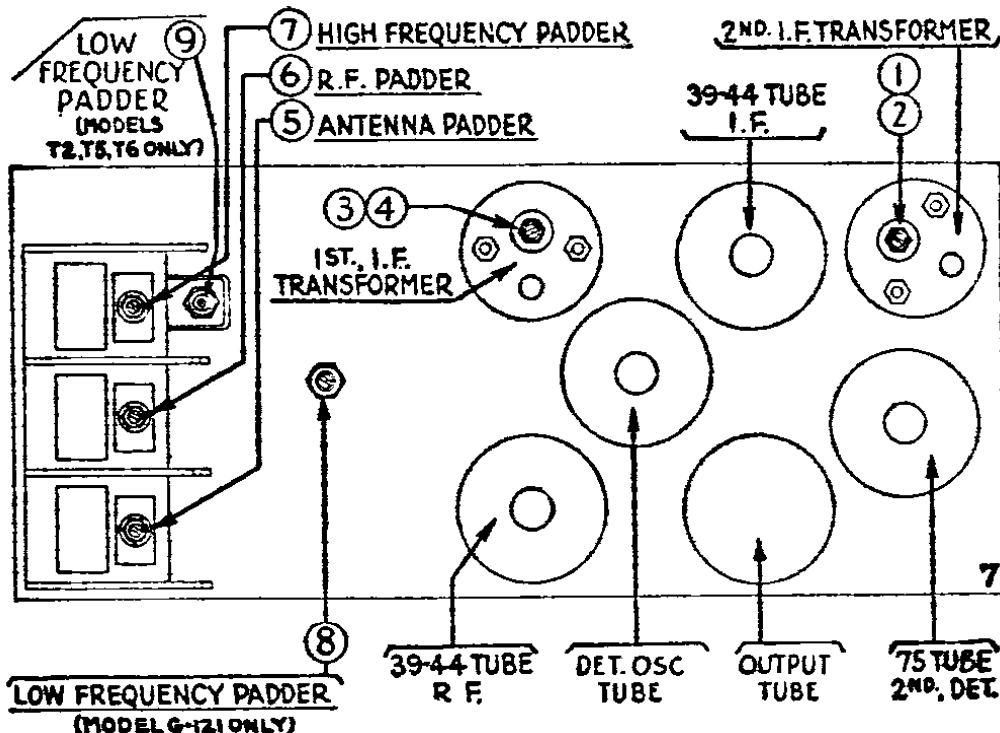 LOW
FREQUENCY
PADDER
(MODELS
T2,T5,T6 ONLY)
9
7 HIGH FREQUENCY PADDER
6 R.F. PADDER
5 ANTENNA PADDER
39-44 TUBE
I.F.
2ND. I.F. TRANSFORMER
1
2
3 4
1ST., I.F.
TRANSFORMER
7
8
LOW FREQUENCY PADDER
(MODEL G-121 ONLY)
39-44 TUBE
R F.
DET. OSC
TUBE
OUTPUT
TUBE
75 TUBE
2ND., DET.